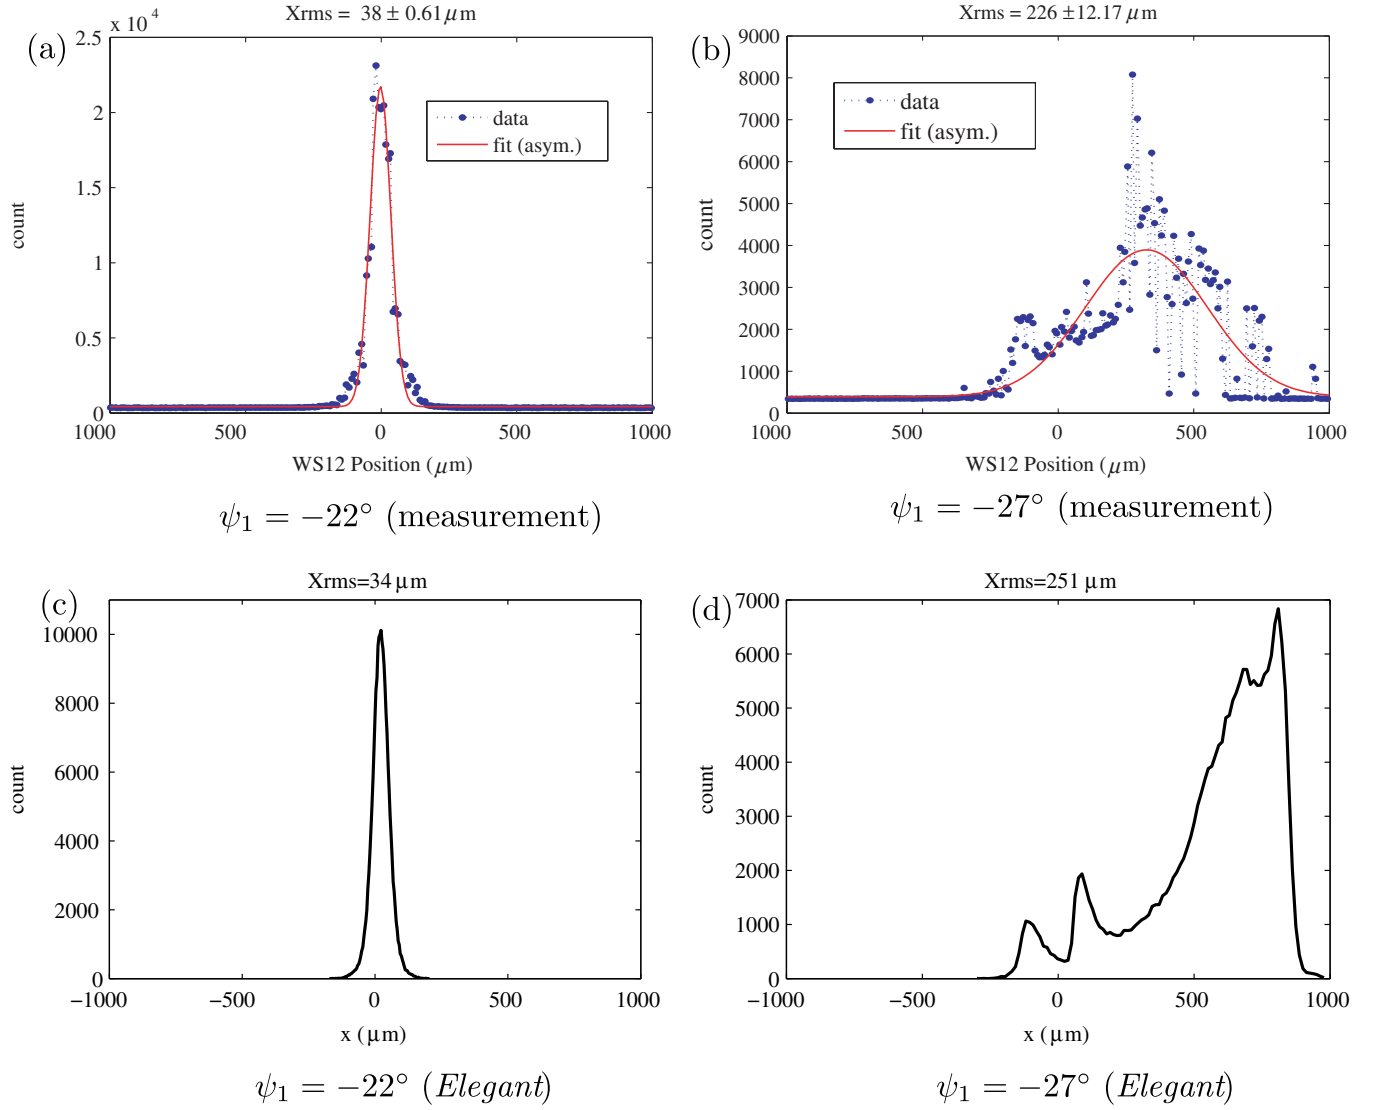 Xrms = 38 ± 0.61 μm
(a)
x 10 4
2.5
2
1.5
1
0.5
0
count
data
fit (asym.)
1000 500 0 500 1000
WS12 Position (μm)
ψ1 = −22° (measurement)
Xrms = 226 ±12.17 μm
(b)
9000
8000
7000
6000
5000
4000
3000
2000
1000
0
count
data
fit (asym.)
1000 500 0 500 1000
WS12 Position (μm)
ψ1 = −27° (measurement)
Xrms=34 μm
(c)
10000
8000
6000
4000
2000
0
count
−1000 −500 0 500 1000
x (μm)
ψ1 = −22° (Elegant)
Xrms=251 μm
(d)
7000
6000
5000
4000
3000
2000
1000
0
count
−1000 −500 0 500 1000
x (μm)
ψ1 = −27° (Elegant)